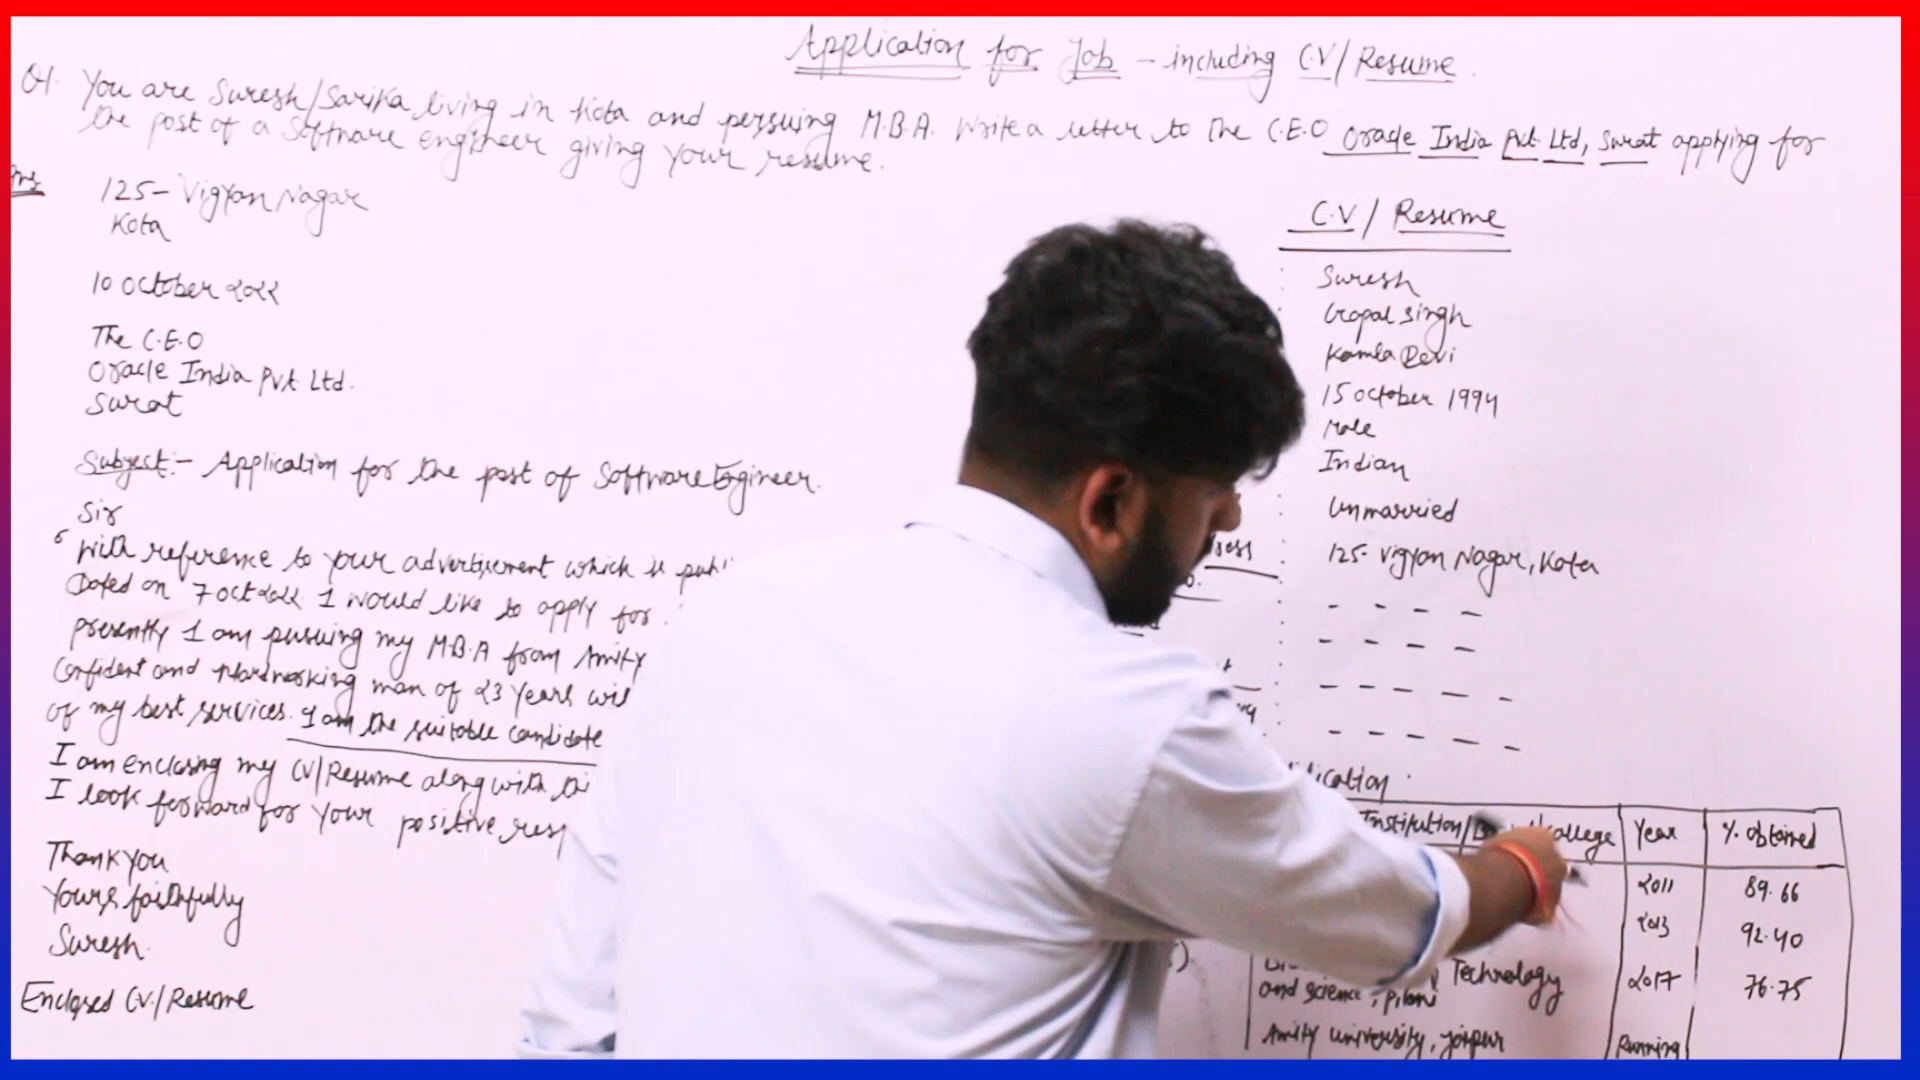 Application for Job - including C.V/Resume.
Q1. You are Suresh/Sarika living in Kota and persuing M.B.A. Write a letter to the C.E.O Oracle India Pvt. Ltd, Surat applying for
the post of a Software engineer giving your resume.
Ans
125- Vigyan Nagar
Kota
10 October 2022
The C.E.O
Oracle India Pvt Ltd.
Surat
Subject:- Application for the post of Software Engineer.
Sir
With reference to your advertisement which is
Dated on 7 oct 2022 I would like to apply for
presently I am pursuing my M.B.A from Amity
Confident and Hardworking man of 23 years
of my best services. I am the suitable candidate
I am enclosing my CV/Resume along with
I look forward for your positive
Thank You
Yours faithfully
Suresh.
Enclosed C.V./Resume
C.V / Resume
: Suresh
Gopal Singh
Kamla Devi
15 October 1994
Male
Indian
Unmarried
125- Vigyan Nagar, Kota
- - - -
- - - -
- - - - -
- - - - -
Institution/ College Year % obtained
2011 89.66
2013 92.40
Technology 2017 76.75
and science, Pilani
Amity university, Jaipur Running